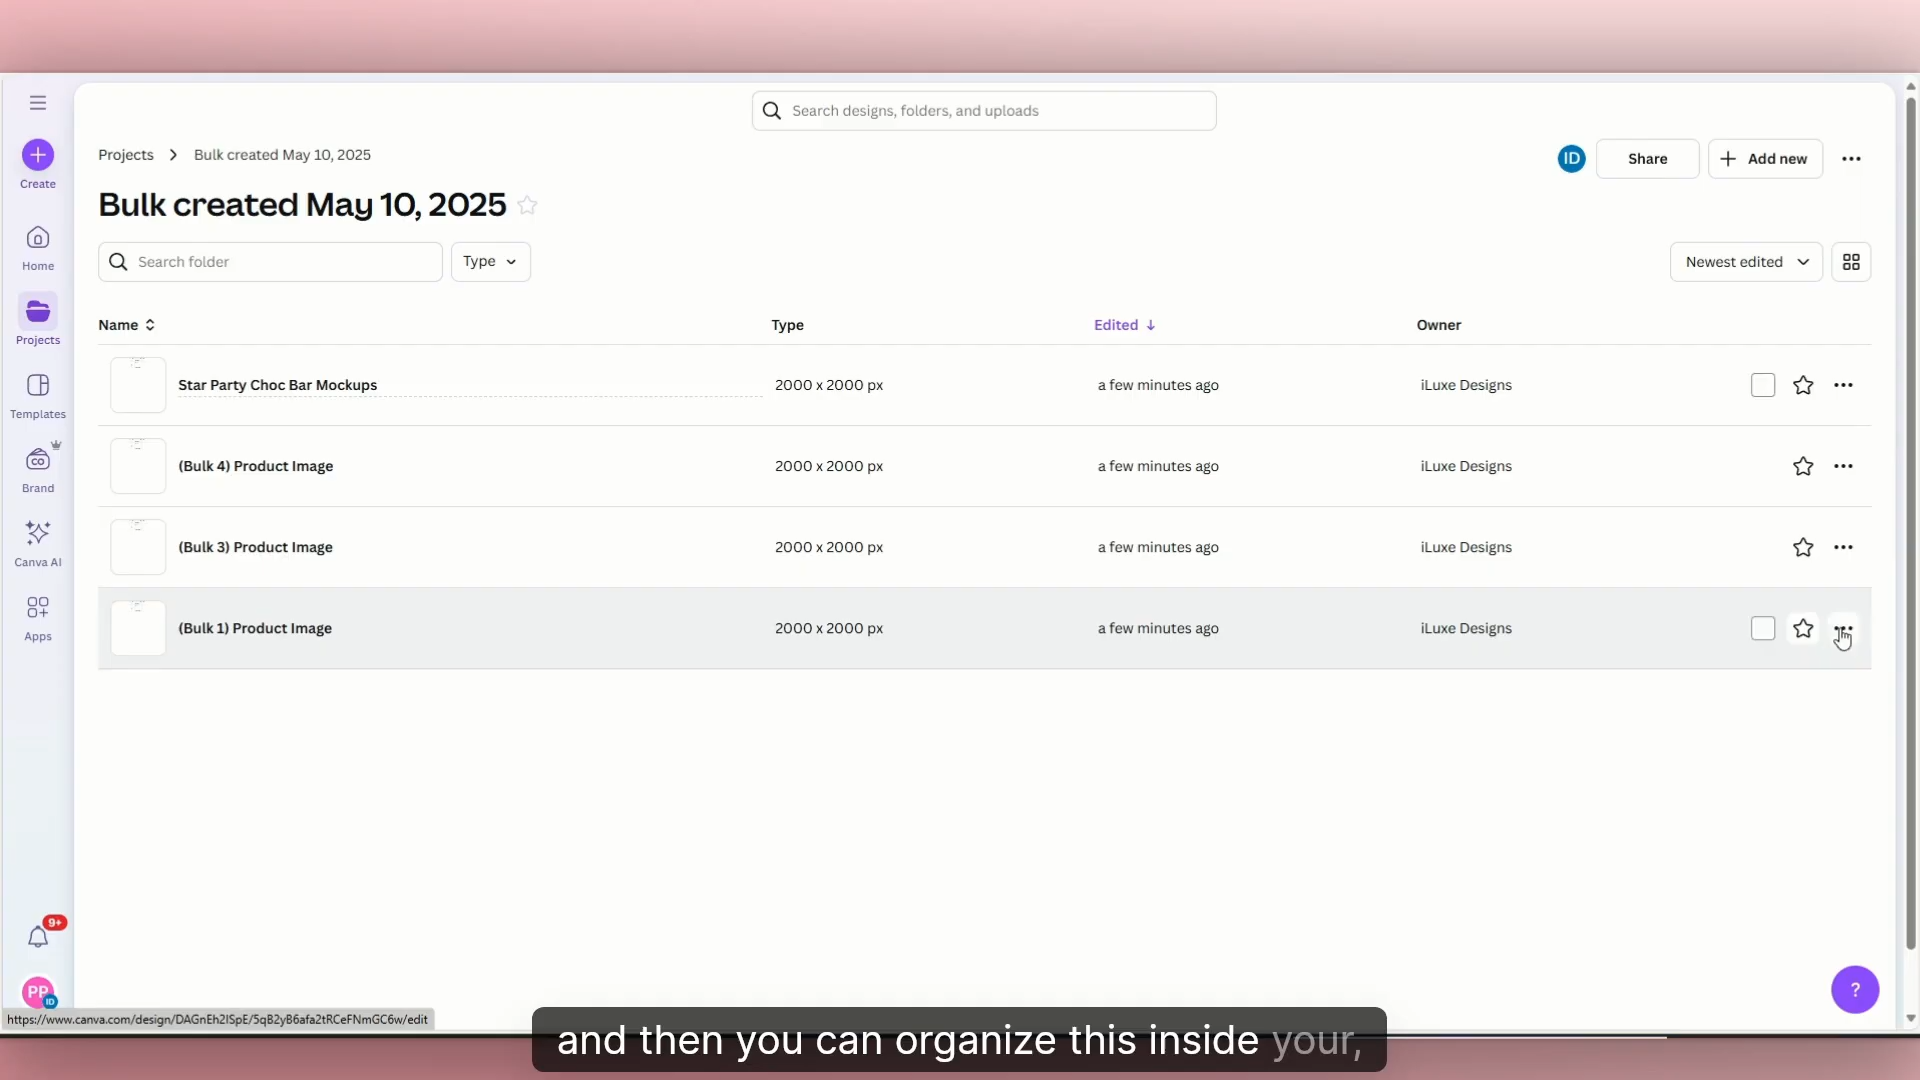 Search designs, folders, and uploads
Projects > Bulk created May 10, 2025
ID
Share
+ Add new
Create
Bulk created May 10, 2025
Search folder
Type
Newest edited
Home
Projects
Templates
CO
Brand
Canva AI
Apps
Name
Type
Edited ↓
Owner
Star Party Choc Bar Mockups 2000 x 2000 px a few minutes ago iLuxe Designs
(Bulk 4) Product Image 2000 x 2000 px a few minutes ago iLuxe Designs
(Bulk 3) Product Image 2000 x 2000 px a few minutes ago iLuxe Designs
(Bulk 1) Product Image 2000 x 2000 px a few minutes ago iLuxe Designs
9+
PP
ID
?
https://www.canva.com/design/DAGnEh2ISpE/5qB2yB6afa2tRCeFNmGC6w/edit
and then you can organize this inside your,